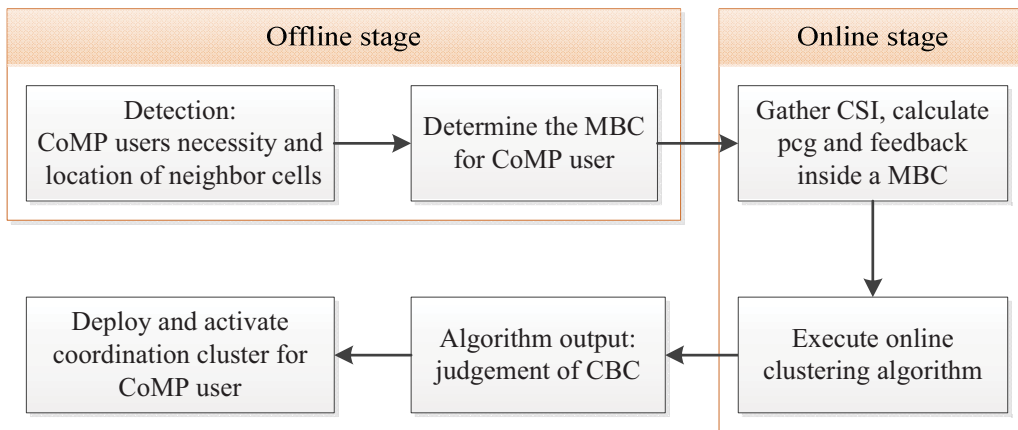 Offline stage
Online stage
Detection:
CoMP users necessity and
location of neighbor cells
Determine the MBC
for CoMP user
Gather CSI, calculate
pcg and feedback
inside a MBC
Deploy and activate
coordination cluster for
CoMP user
Algorithm output:
judgement of CBC
Execute online
clustering algorithm